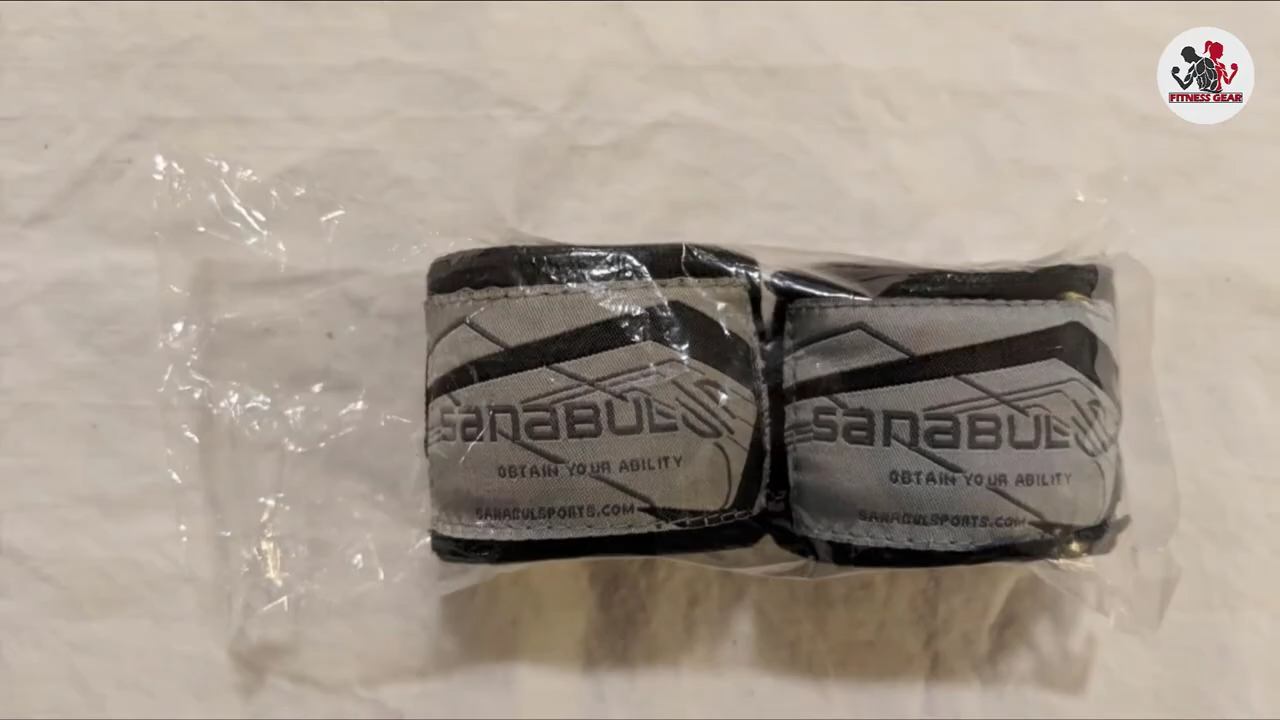 FITNESS GEAR
SANABUL
OBTAIN YOUR ABILITY
SANABULSPORTS.COM
SANABUL
OBTAIN YOUR ABILITY
SANABULSPORTS.COM